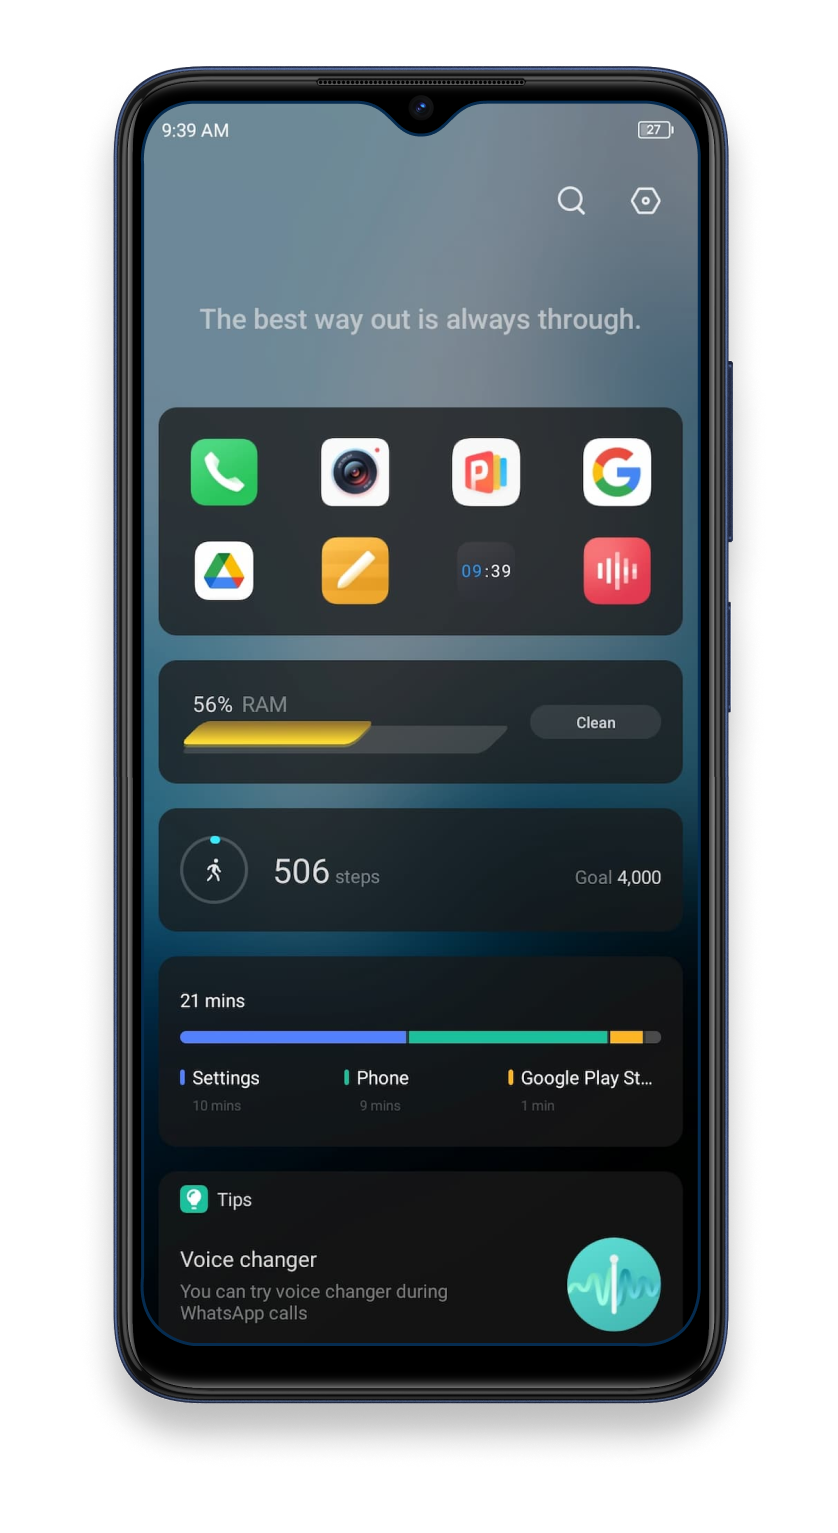 9:39 AM 27
The best way out is always through.
P
G
09:39
56% RAM
Clean
506 steps
Goal 4,000
21 mins
Settings Phone Google Play St...
10 mins 9 mins 1 min
Tips
Voice changer
You can try voice changer during
WhatsApp calls